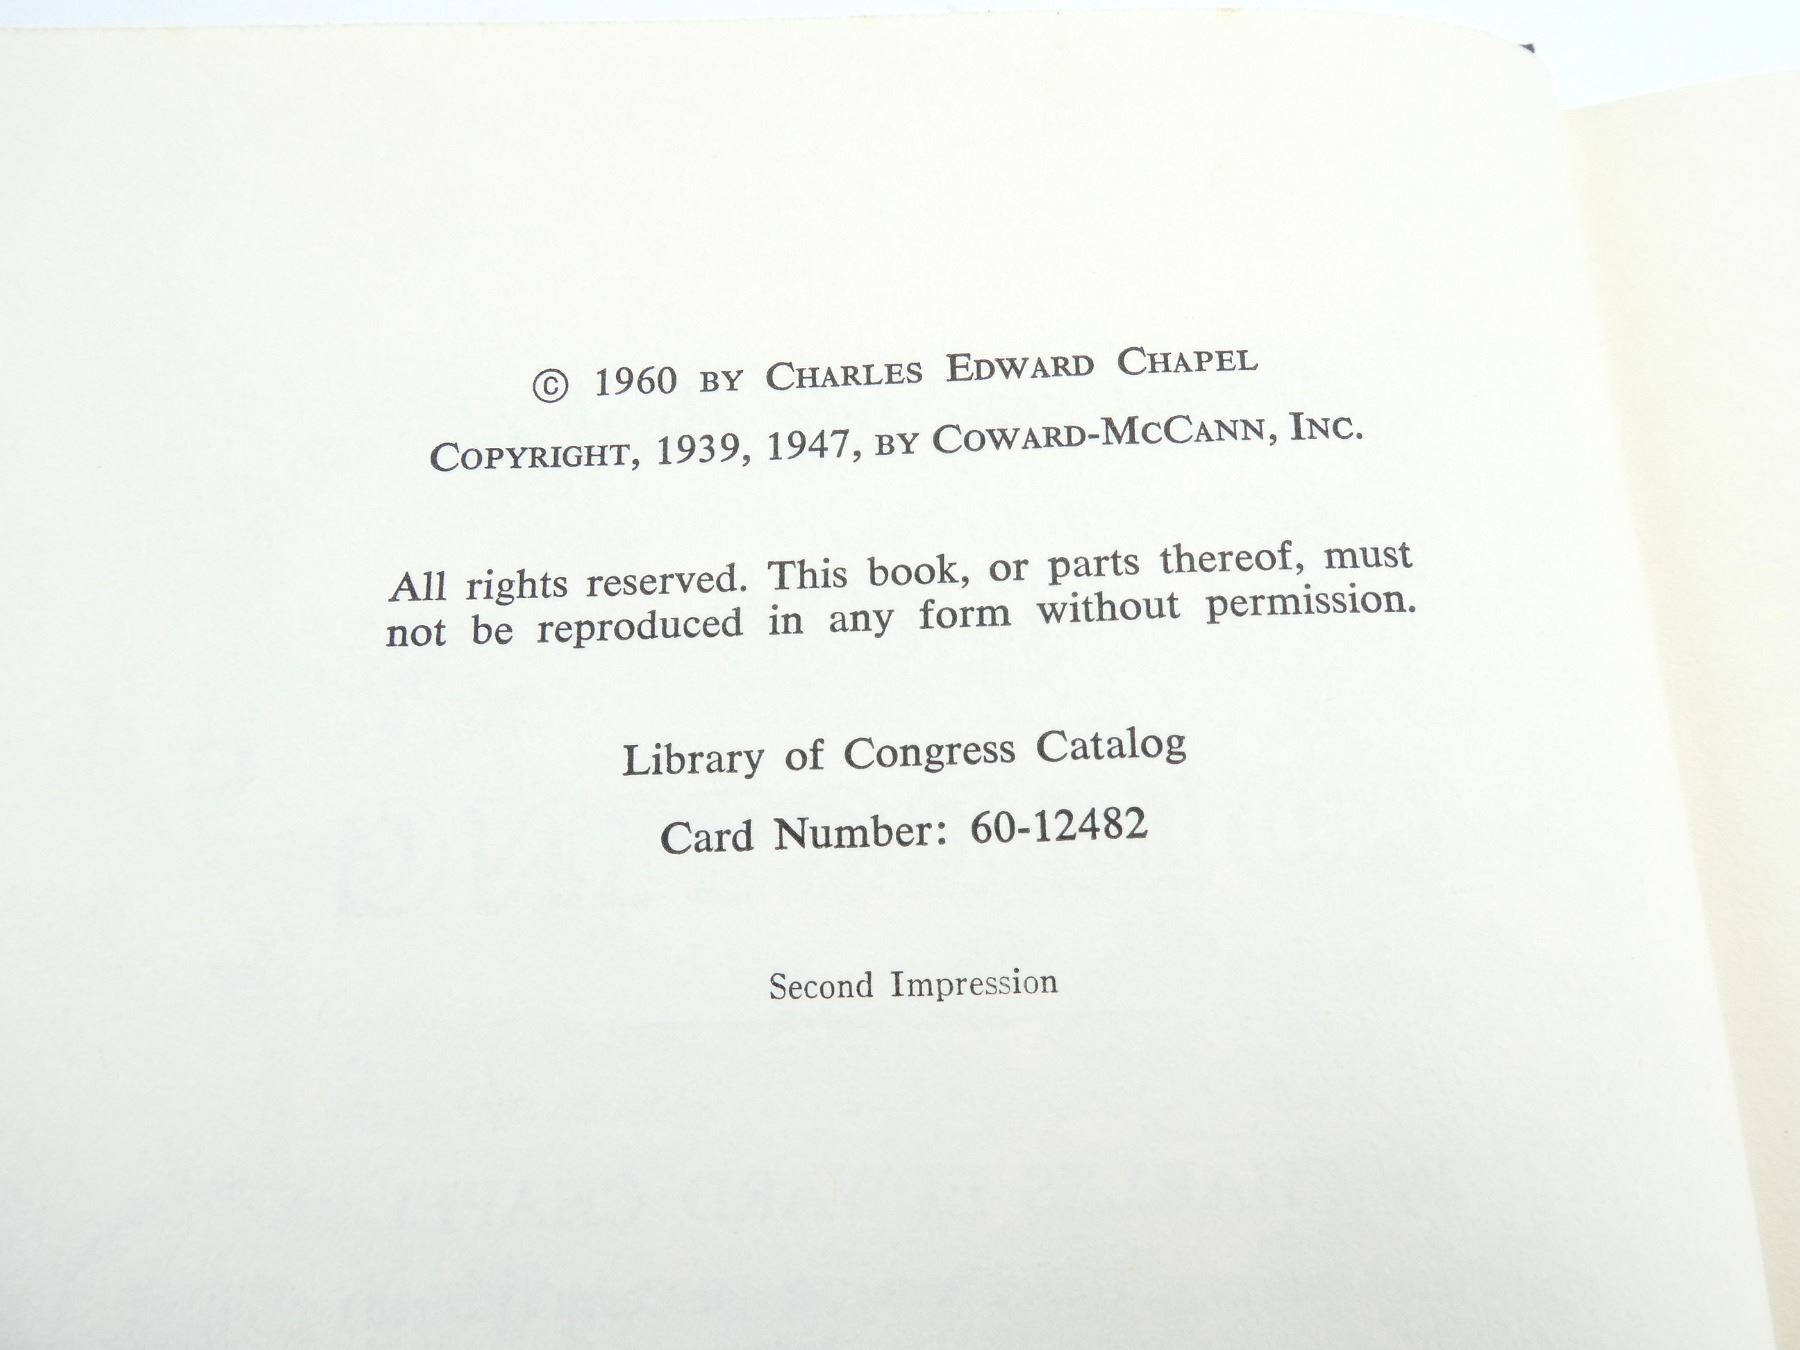 © 1960 BY CHARLES EDWARD CHAPEL
COPYRIGHT, 1939, 1947, BY COWARD-MCCANN, INC.
All rights reserved. This book, or parts thereof, must
not be reproduced in any form without permission.
Library of Congress Catalog
Card Number: 60-12482
Second Impression